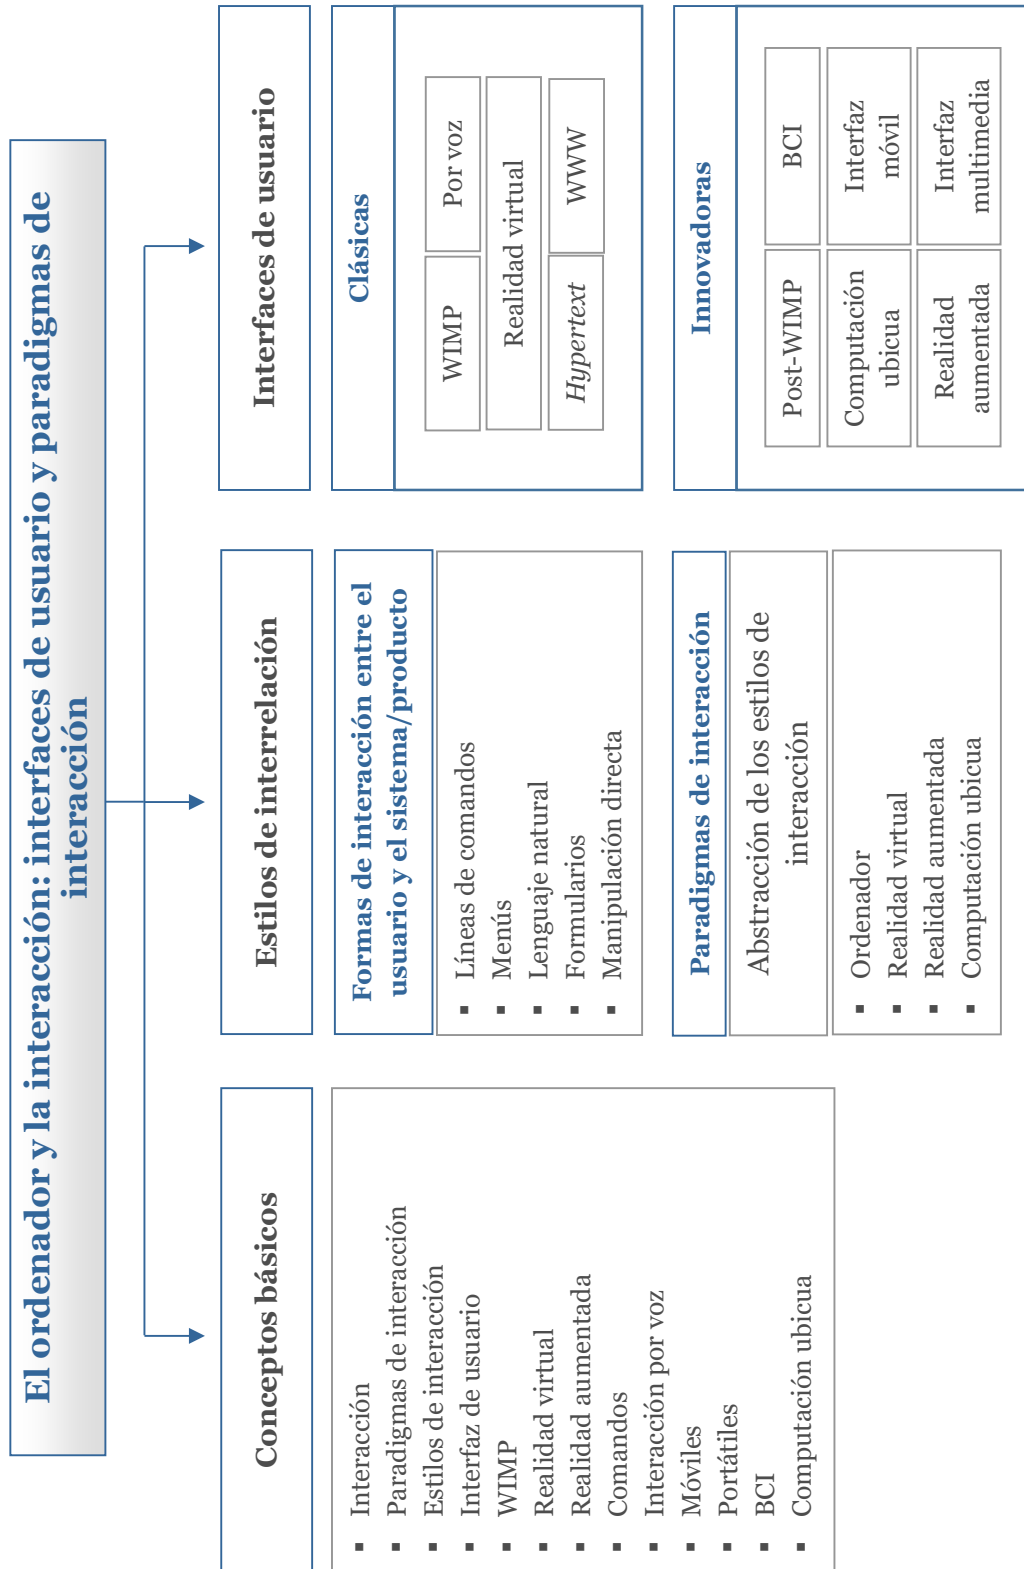 El ordenador y la interacción: interfaces de usuario y paradigmas de
interacción
Conceptos básicos
▪ Interacción
▪ Paradigmas de interacción
▪ Estilos de interacción
▪ Interfaz de usuario
▪ WIMP
▪ Realidad virtual
▪ Realidad aumentada
▪ Comandos
▪ Interacción por voz
▪ Móviles
▪ Portátiles
▪ BCI
▪ Computación ubicua
Estilos de interrelación
Formas de interacción entre el
usuario y el sistema/producto
▪ Líneas de comandos
▪ Menús
▪ Lenguaje natural
▪ Formularios
▪ Manipulación directa
Paradigmas de interacción
Abstracción de los estilos de
interacción
▪ Ordenador
▪ Realidad virtual
▪ Realidad aumentada
▪ Computación ubicua
Interfaces de usuario
Clásicas
WIMP
Por voz
Realidad virtual
Hypertext
WWW
Innovadoras
Post-WIMP
BCI
Computación
ubicua
Interfaz
móvil
Realidad
aumentada
Interfaz
multimedia